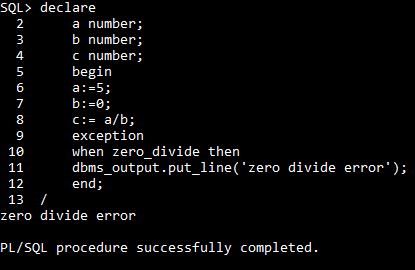 SQL> declare
2 a number;
3 b number;
4 c number;
5 begin
6 a:=5;
7 b:=0;
8 c:= a/b;
9 exception
10 when zero_divide then
11 dbms_output.put_line('zero divide error');
12 end;
13 /
zero divide error
PL/SQL procedure successfully completed.